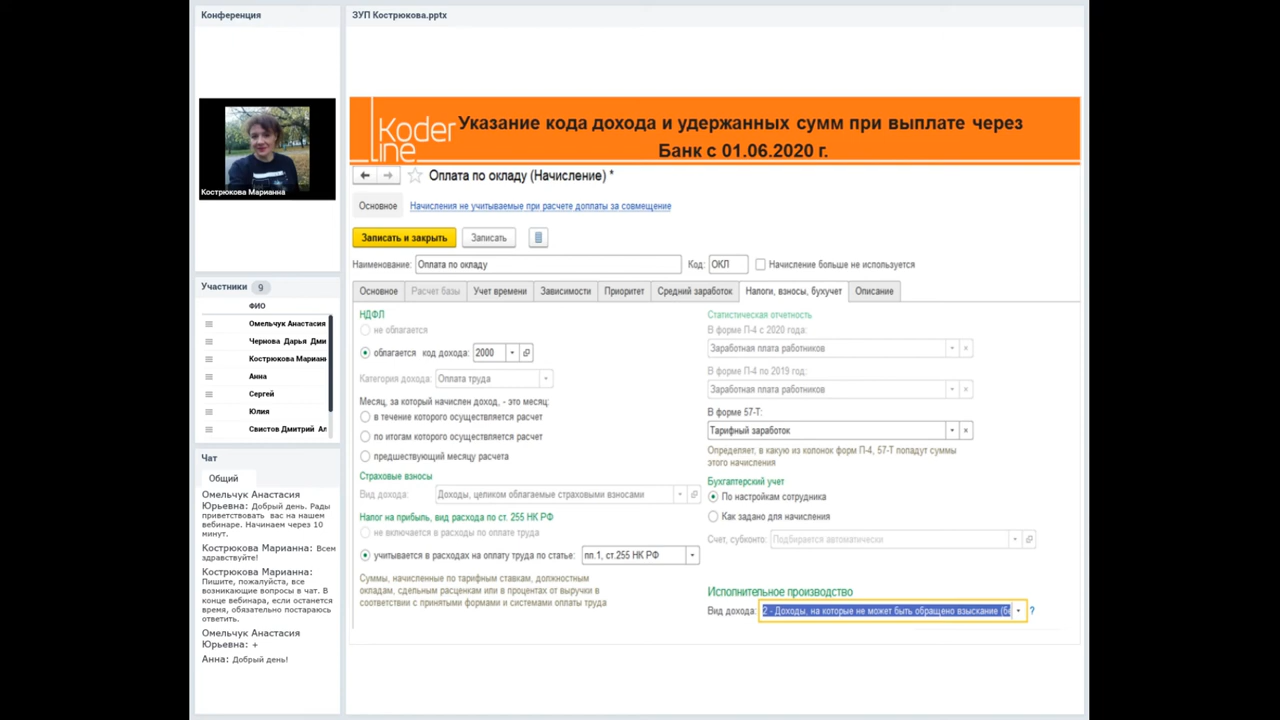 Конференция
ЗУП Кострюкова.pptx
Кострюкова Марианна
Участники 9
ФИО
Омельчук Анастасия
Чернова Дарья Дми
Кострюкова Мариан
Анна
Сергей
Юлия
Свистов Дмитрий Ал
Чат
Общий
Омельчук Анастасия
Юрьевна: Добрый день. Рады
приветствовать вас на нашем
вебинаре. Начинаем через 10
минут.
Кострюкова Марианна: Всем
здравствуйте!
Кострюкова Марианна:
Пишите, пожалуйста, все
возникающие вопросы в чат. В
конце вебинара, если останется
время, обязательно постараюсь
ответить.
Омельчук Анастасия
Юрьевна: +
Анна: Добрый день!
Koder
line
Указание кода дохода и удержанных сумм при выплате через
Банк с 01.06.2020 г.
Оплата по окладу (Начисление) *
Основное Начисления не учитываемые при расчете доплаты за совмещение
Записать и закрыть Записать
Наименование: Оплата по окладу Код: ОКЛ Начисление больше не используется
Основное Расчет базы Учет времени Зависимости Приоритет Средний заработок Налоги, взносы, бухучет Описание
НДФЛ
не облагается
облагается код дохода: 2000
Категория дохода: Оплата труда
Месяц, за который начислен доход, - это месяц:
в течение которого осуществляется расчет
по итогам которого осуществляется расчет
предшествующий месяцу расчета
Страховые взносы
Вид дохода: Доходы, целиком облагаемые страховыми взносами
Налог на прибыль, вид расхода по ст. 255 НК РФ
не включается в расходы по оплате труда
учитывается в расходах на оплату труда по статье: пп.1, ст.255 НК РФ
Суммы, начисленные по тарифным ставкам, должностным
окладам, сдельным расценкам или в процентах от выручки в
соответствии с принятыми формами и системами оплаты труда
Статистическая отчетность
В форме П-4 с 2020 года:
Заработная плата работников
В форме П-4 по 2019 год:
Заработная плата работников
В форме 57-Т:
Тарифный заработок
Определяет, в какую из колонок форм П-4, 57-Т попадут суммы
этого начисления
Бухгалтерский учет
По настройкам сотрудника
Как задано для начисления
Счет, субконто: Подбирается автоматически
Исполнительное производство
Вид дохода: 2 - Доходы, на которые не может быть обращено взыскание (б ?